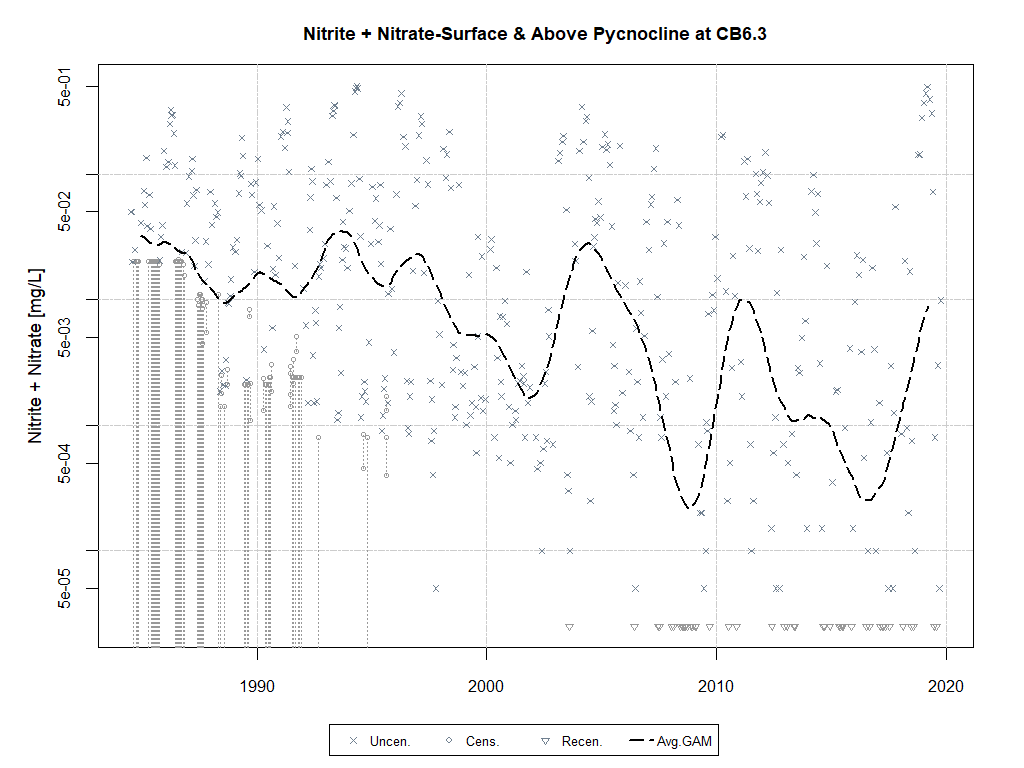 Nitrite + Nitrate-Surface & Above Pycnocline at CB6.3
Nitrite + Nitrate [mg/L]
5e-01
5e-02
5e-03
5e-04
5e-05
1990 2000 2010 2020
Uncen. Cens. Recen. Avg.GAM